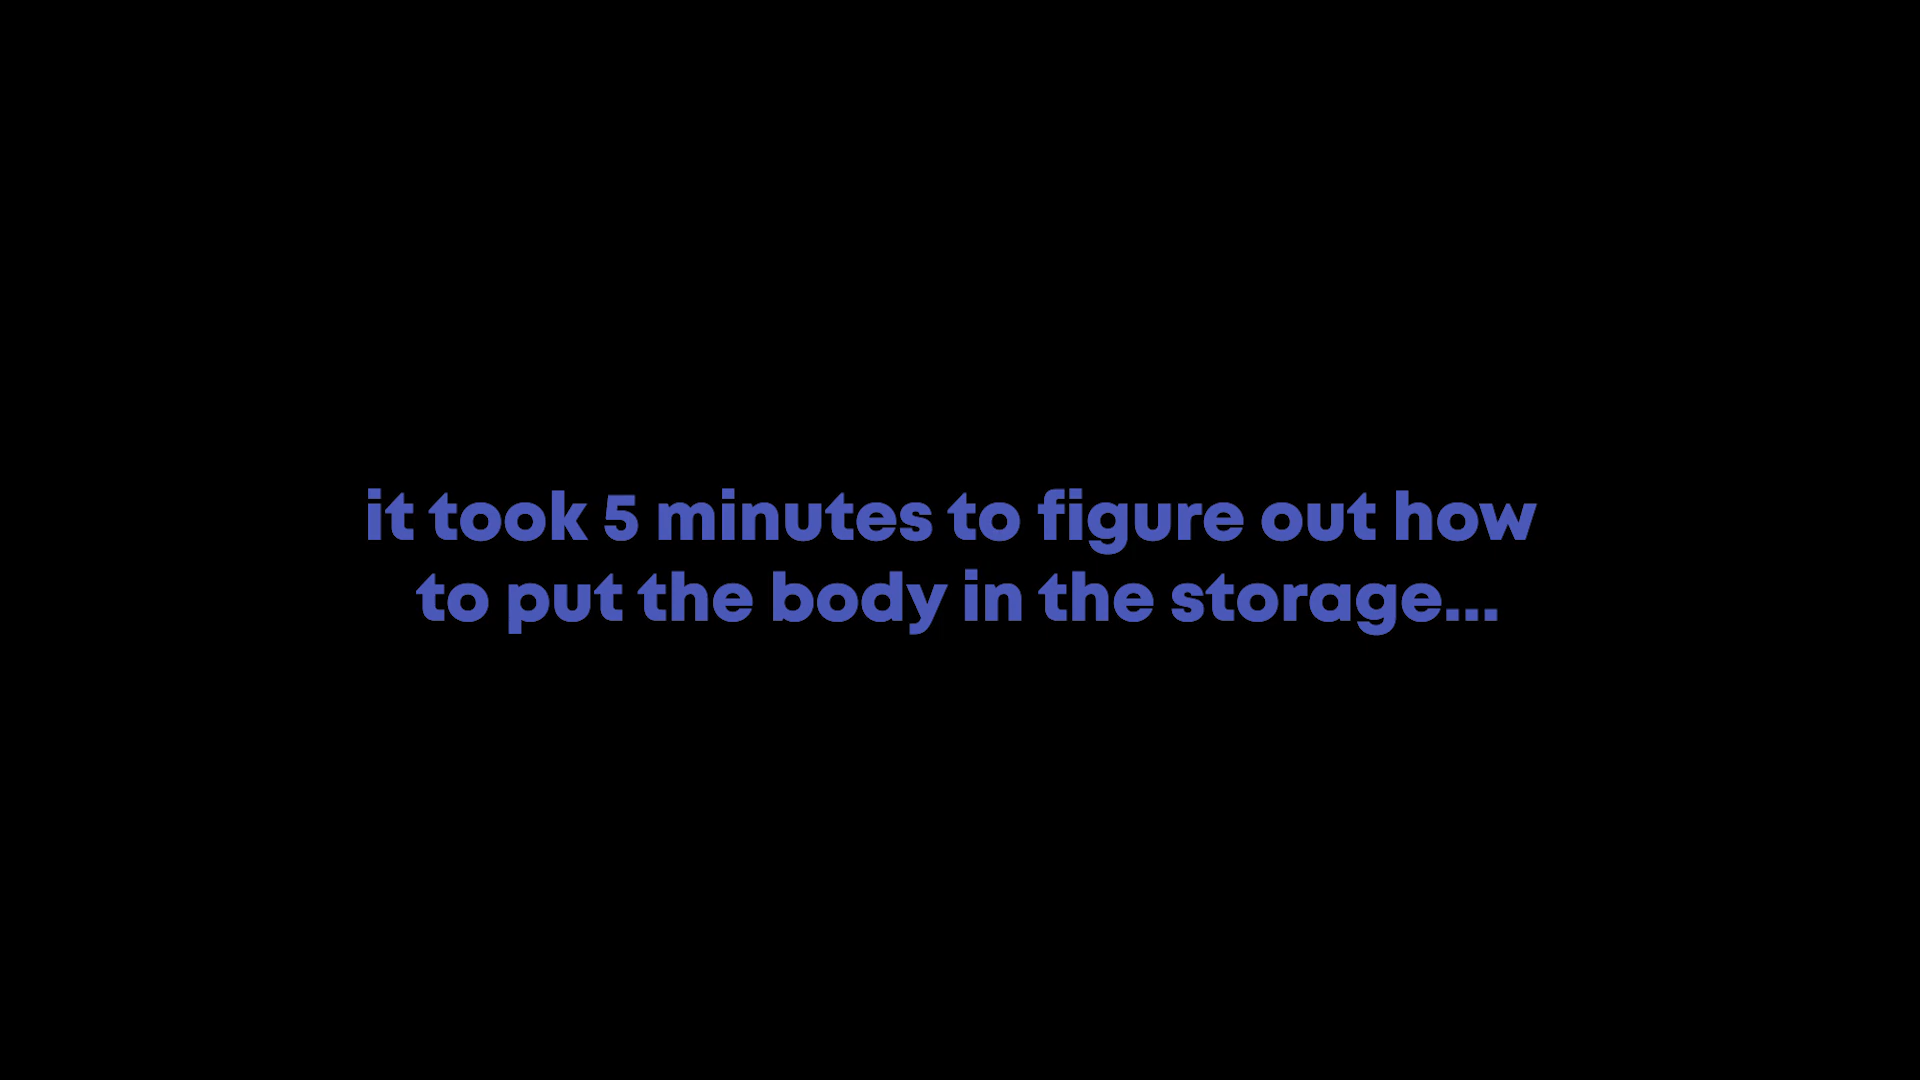 it took 5 minutes to figure out how
to put the body in the storage...